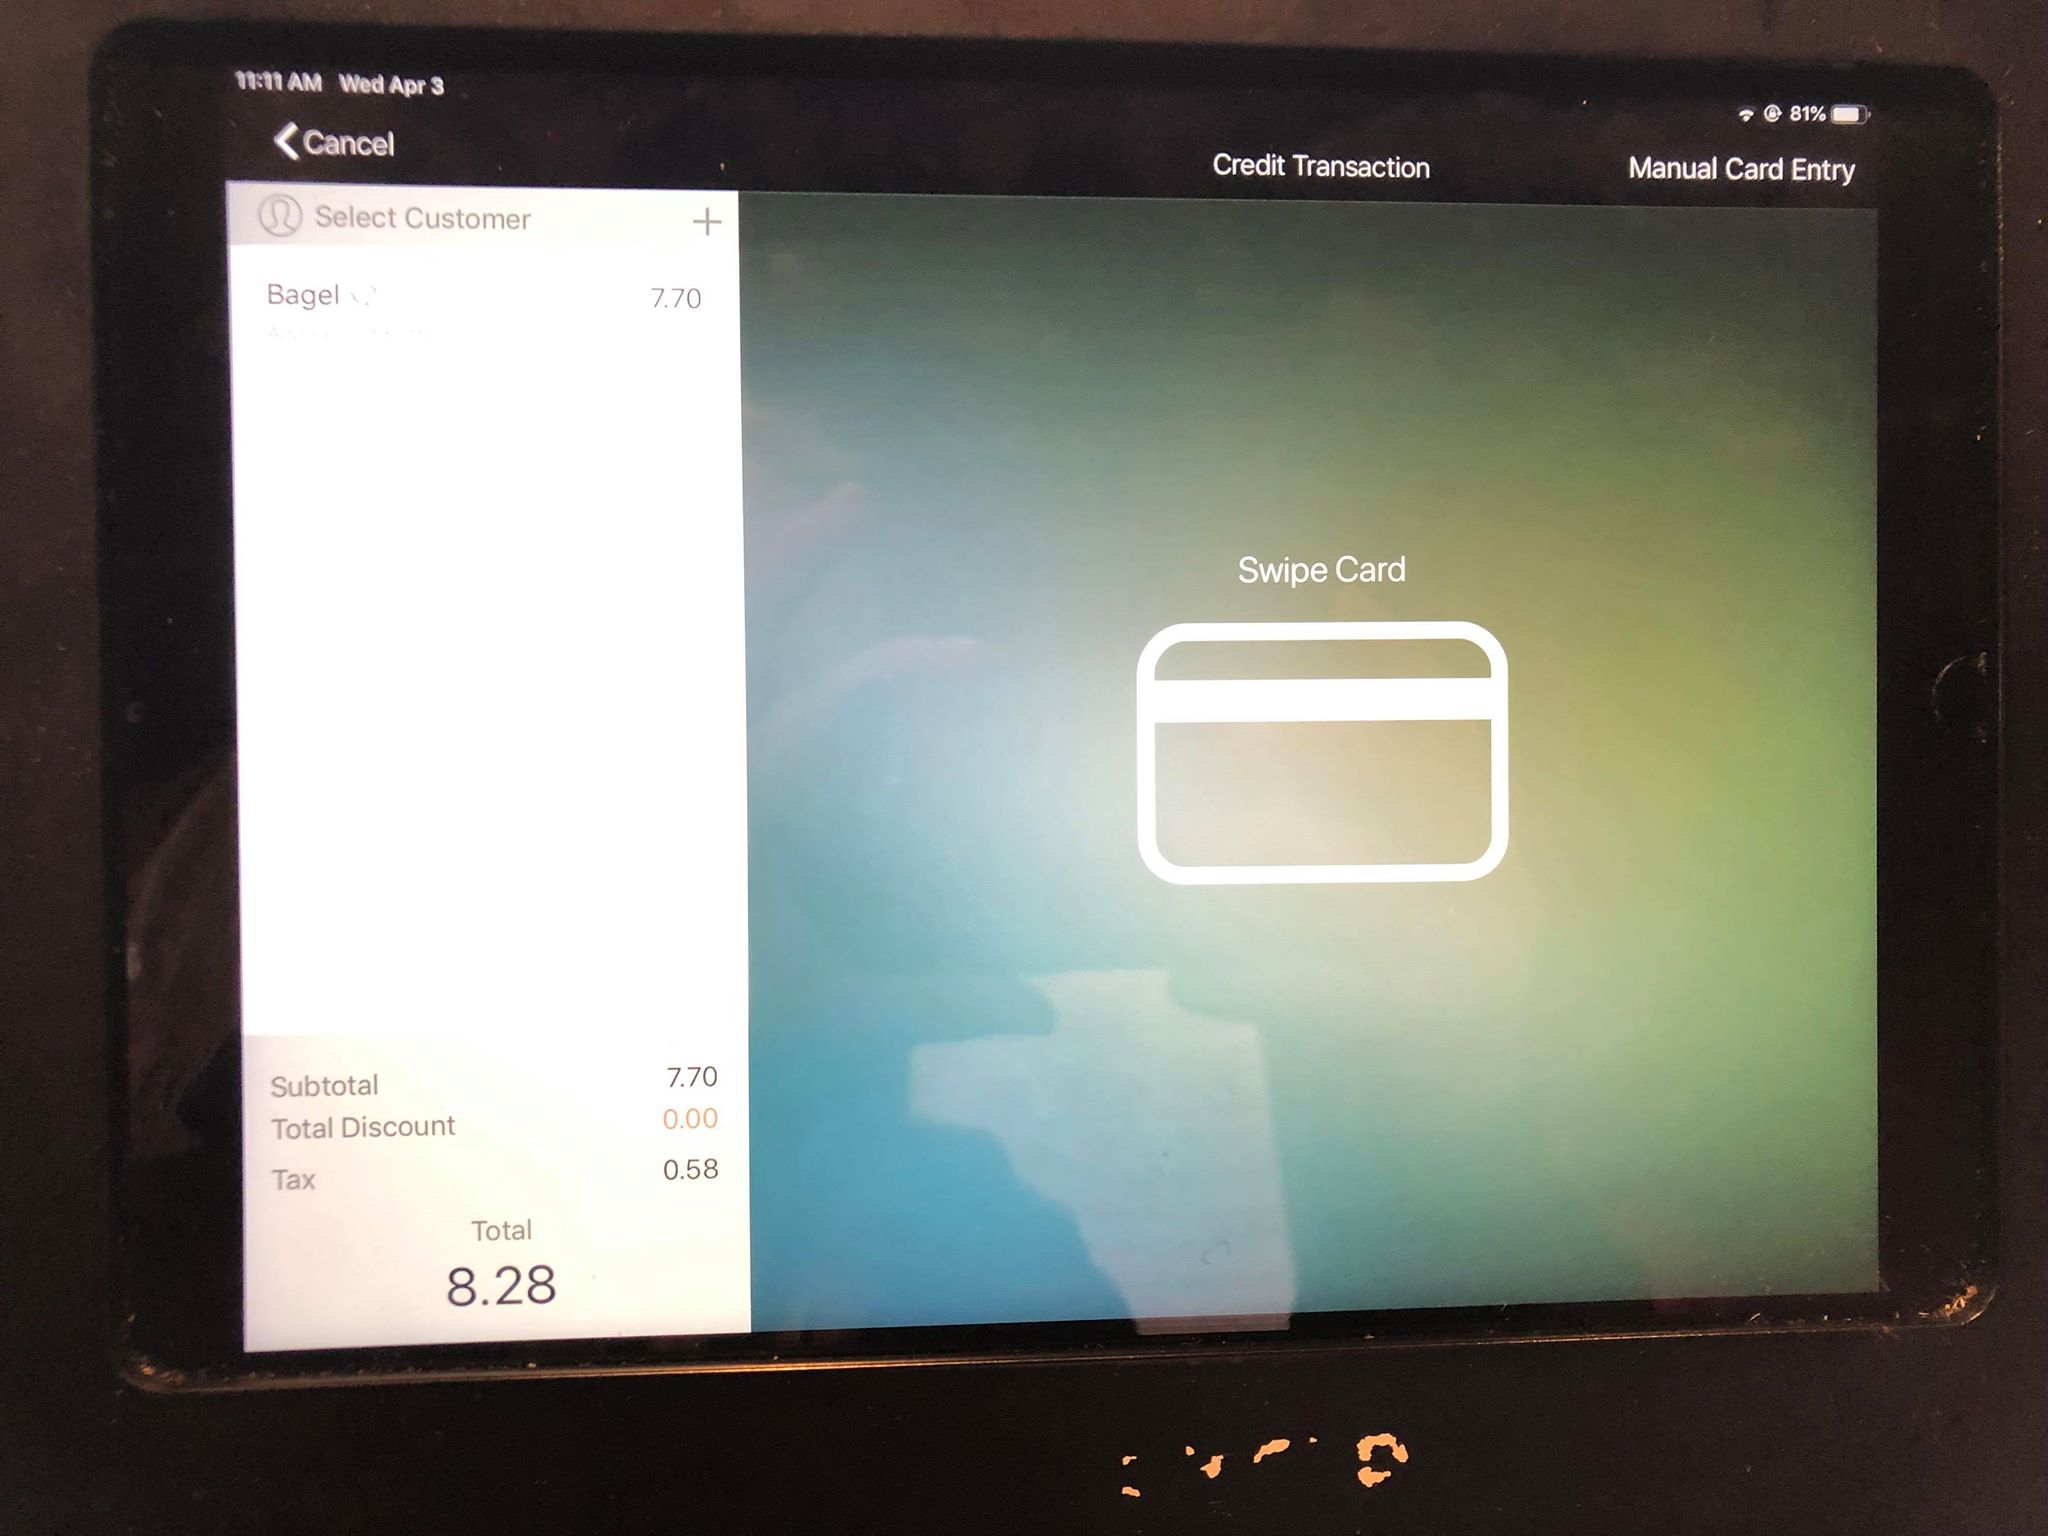 11:11 AM Wed Apr 3
81%
Cancel
Credit Transaction
Manual Card Entry
Select Customer +
Bagel 7.70
Swipe Card
Subtotal 7.70
Total Discount 0.00
Tax 0.58
Total
8.28